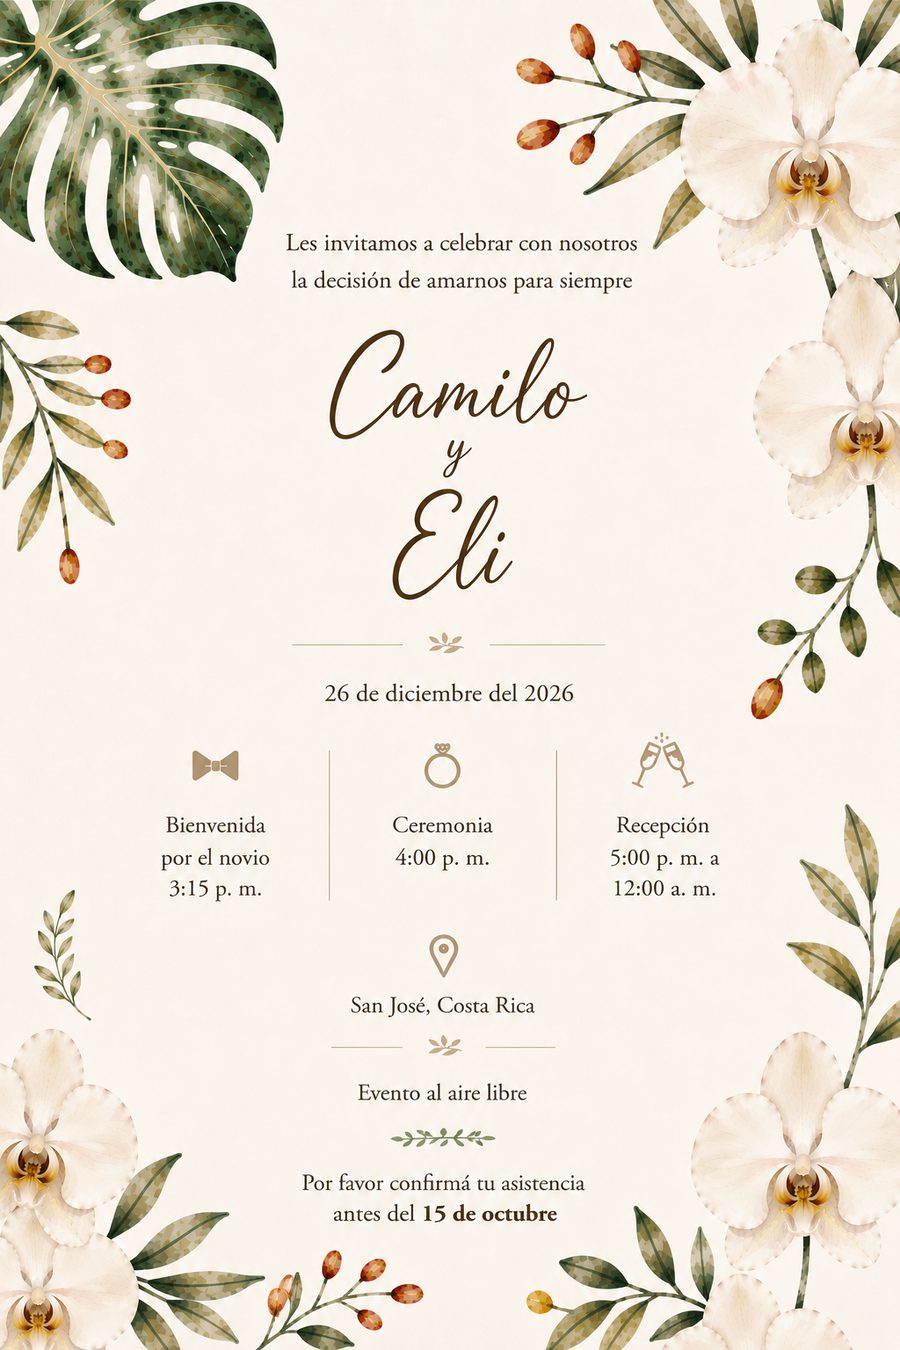 Les invitamos a celebrar con nosotros
la decisión de amarnos para siempre
Camilo
y
Eli
26 de diciembre del 2026
Bienvenida
por el novio
3:15 p. m.
Ceremonia
4:00 p. m.
Recepción
5:00 p. m. a
12:00 a. m.
San José, Costa Rica
Evento al aire libre
Por favor confirmá tu asistencia
antes del 15 de octubre